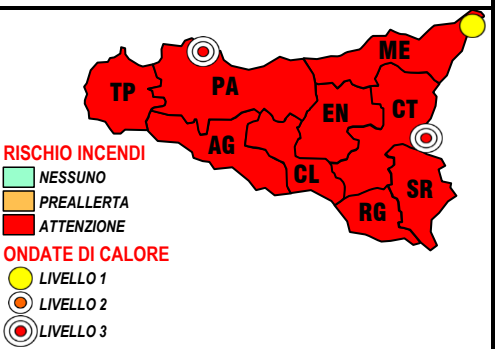 ME
PA
TP
EN
CT
AG
CL
SR
RG
RISCHIO INCENDI
NESSUNO
PREALLERTA
ATTENZIONE
ONDATE DI CALORE
LIVELLO 1
LIVELLO 2
LIVELLO 3